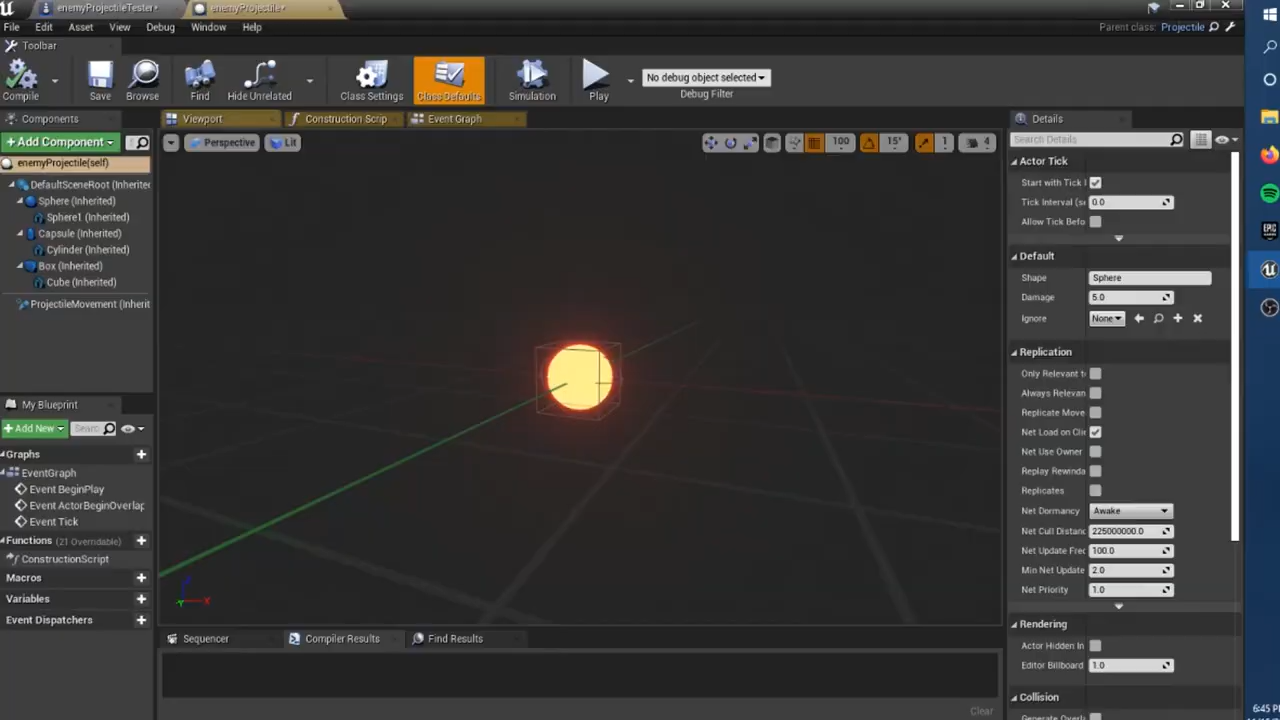 enemyProjectileTester*
enemyProjectile*
File Edit Asset View Debug Window Help
Parent class: Projectile
Toolbar
Compile
Save
Browse
Find
Hide Unrelated
Class Settings
Class Defaults
Simulation
Play
No debug object selected
Debug Filter
Components
Viewport
Construction Scrip
Event Graph
Details
+Add Component
Perspective
Lit
100
15°
1
4
Search Details
enemyProjectile(self)
DefaultSceneRoot (Inherite
Sphere (Inherited)
Sphere1 (Inherited)
Capsule (Inherited)
Cylinder (Inherited)
Box (Inherited)
Cube (Inherited)
ProjectileMovement (Inherit
Actor Tick
Start with Tick
Tick Interval (se 0.0
Allow Tick Befo
Default
Shape Sphere
Damage 5.0
Ignore None
Replication
Only Relevant t
Always Relevan
Replicate Move
Net Load on Cli
Net Use Owner
Replay Rewinda
Replicates
Net Dormancy Awake
Net Cull Distanc 225000000.0
Net Update Fre 100.0
Min Net Update 2.0
Net Priority 1.0
Rendering
Actor Hidden In
Editor Billboard 1.0
Collision
My Blueprint
+Add New
Searc
Graphs
EventGraph
Event BeginPlay
Event ActorBeginOverlap
Event Tick
Functions (21 Overridable)
ConstructionScript
Macros
Variables
Event Dispatchers
Sequencer
Compiler Results
Find Results
Clear
EPIC
6:45 P